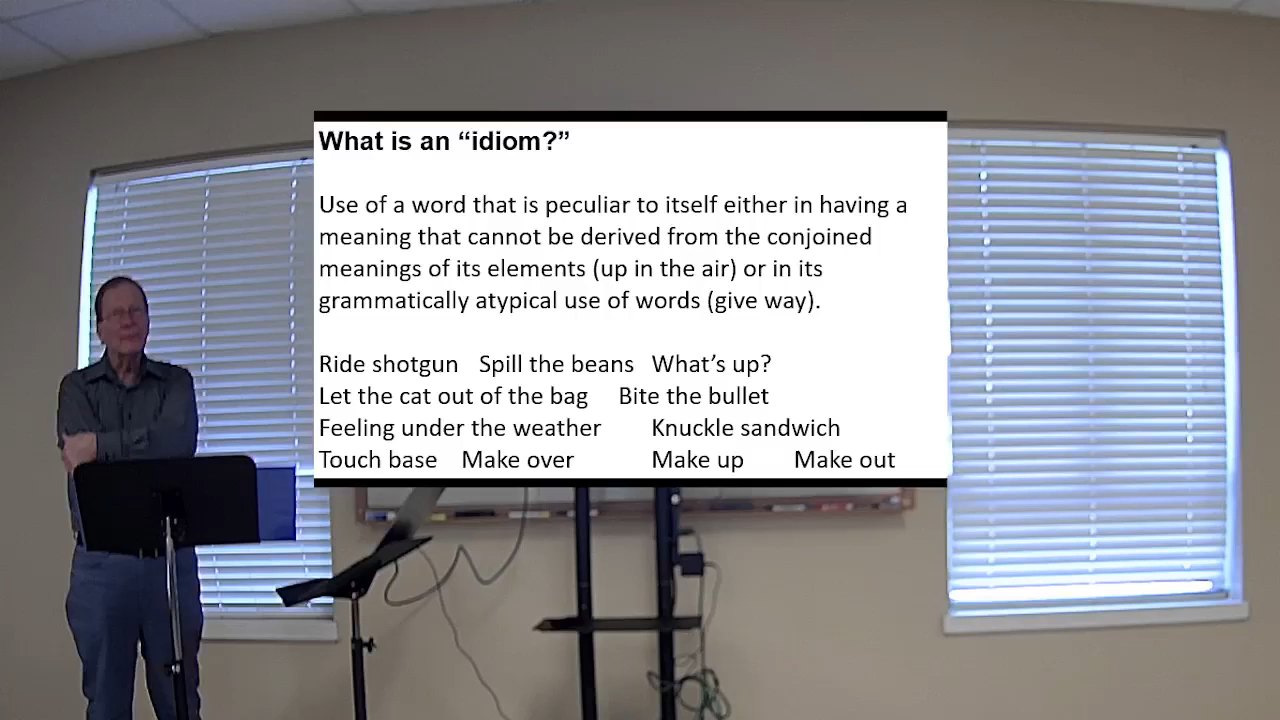 What is an “idiom?”
Use of a word that is peculiar to itself either in having a
meaning that cannot be derived from the conjoined
meanings of its elements (up in the air) or in its
grammatically atypical use of words (give way).
Ride shotgun Spill the beans What’s up?
Let the cat out of the bag Bite the bullet
Feeling under the weather Knuckle sandwich
Touch base Make over Make up Make out